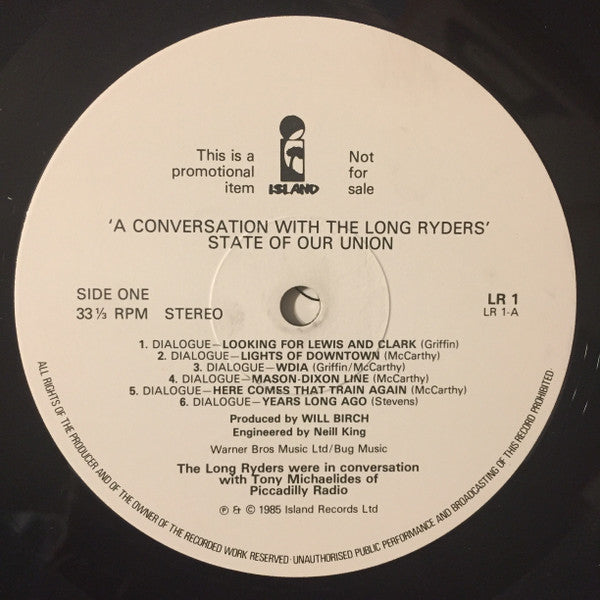 This is a
promotional
item
ISLAND
Not
for
sale
'A CONVERSATION WITH THE LONG RYDERS'
STATE OF OUR UNION
SIDE ONE
33⅓ RPM STEREO
LR 1
LR 1-A
1. DIALOGUE—LOOKING FOR LEWIS AND CLARK (Griffin)
2. DIALOGUE—LIGHTS OF DOWNTOWN (McCarthy)
3. DIALOGUE—WDIA (Griffin/McCarthy)
4. DIALOGUE—MASON-DIXON LINE (McCarthy)
5. DIALOGUE—HERE COMES THAT TRAIN AGAIN (McCarthy)
6. DIALOGUE—YEARS LONG AGO (Stevens)
Produced by WILL BIRCH
Engineered by Neill King
Warner Bros Music Ltd/Bug Music
The Long Ryders were in conversation
with Tony Michaelides of
Piccadilly Radio
℗ & © 1985 Island Records Ltd
ALL RIGHTS OF THE PRODUCER AND OF THE OWNER OF THE RECORDED WORK RESERVED · UNAUTHORISED PUBLIC PERFORMANCE AND BROADCASTING OF THIS RECORD PROHIBITED